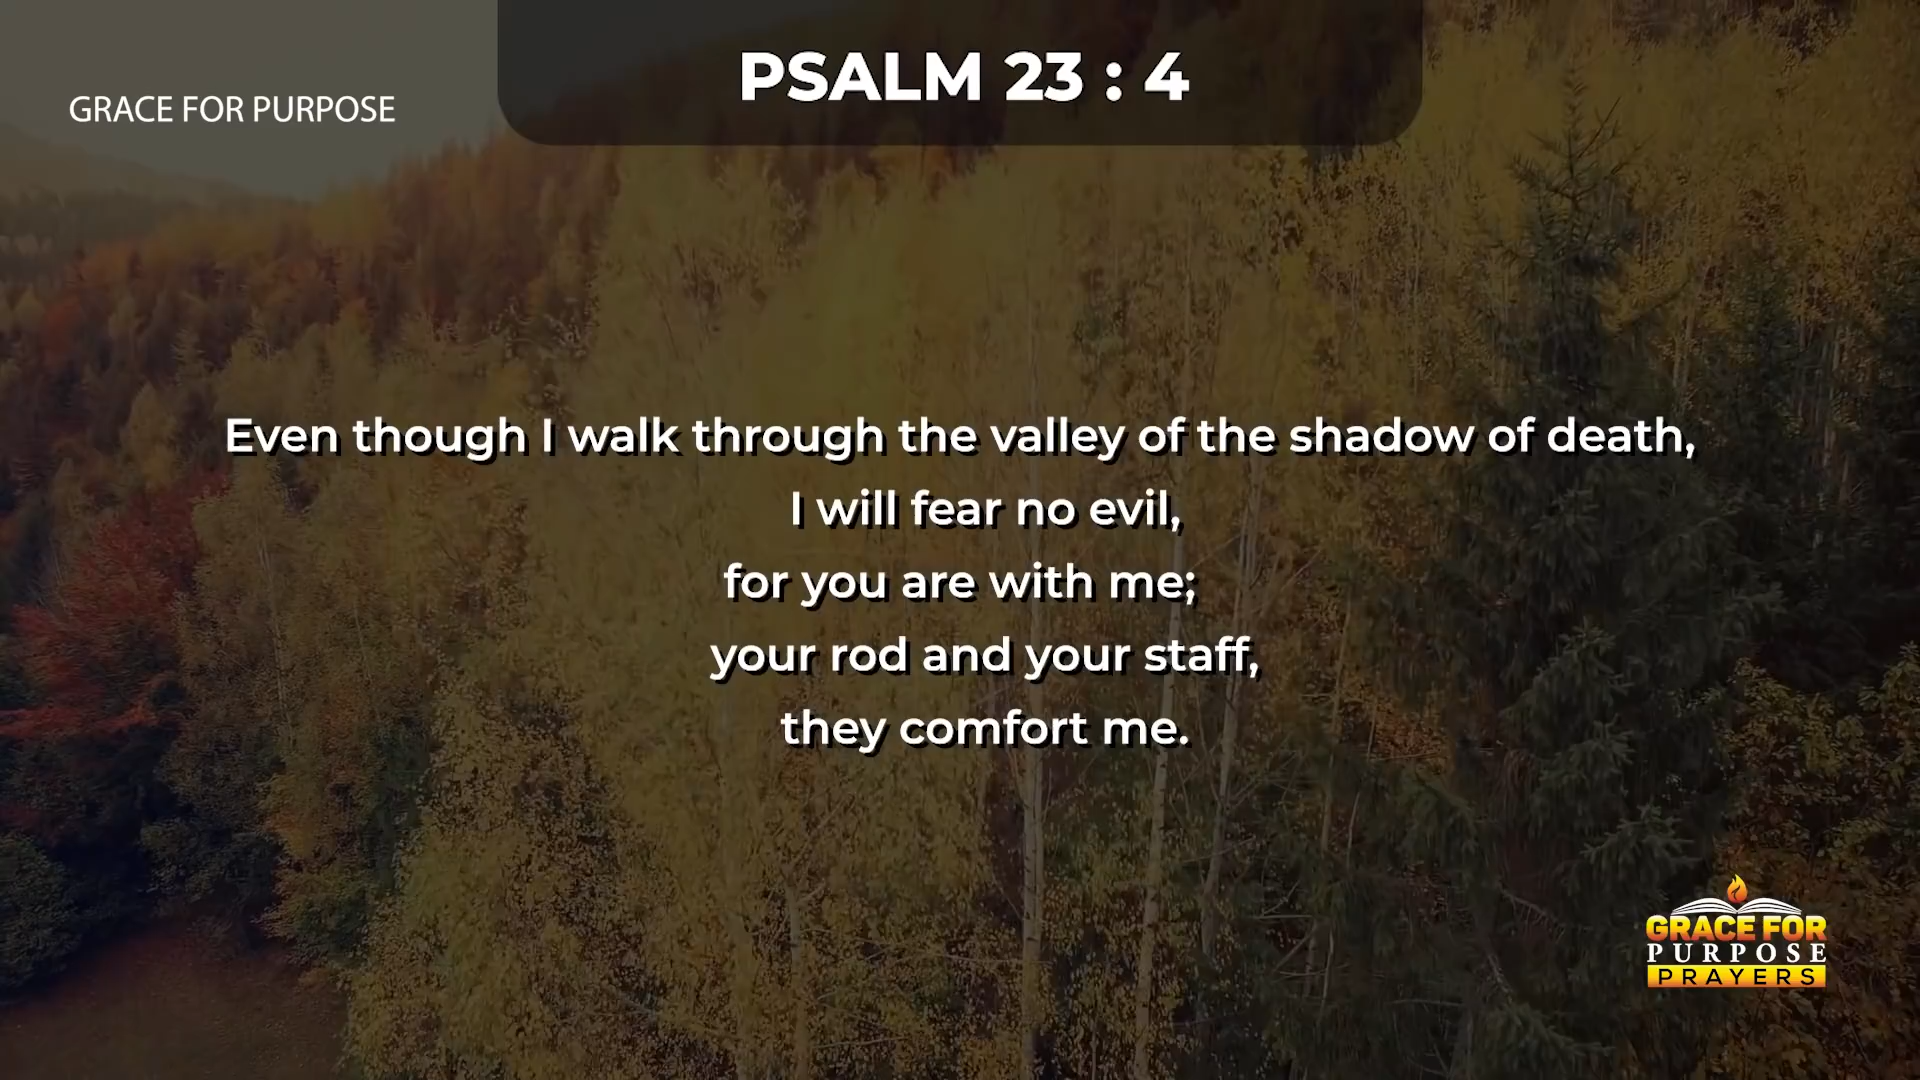 PSALM 23 : 4
GRACE FOR PURPOSE
Even though I walk through the valley of the shadow of death,
I will fear no evil,
for you are with me;
your rod and your staff,
they comfort me.
GRACE FOR
PURPOSE
PRAYERS